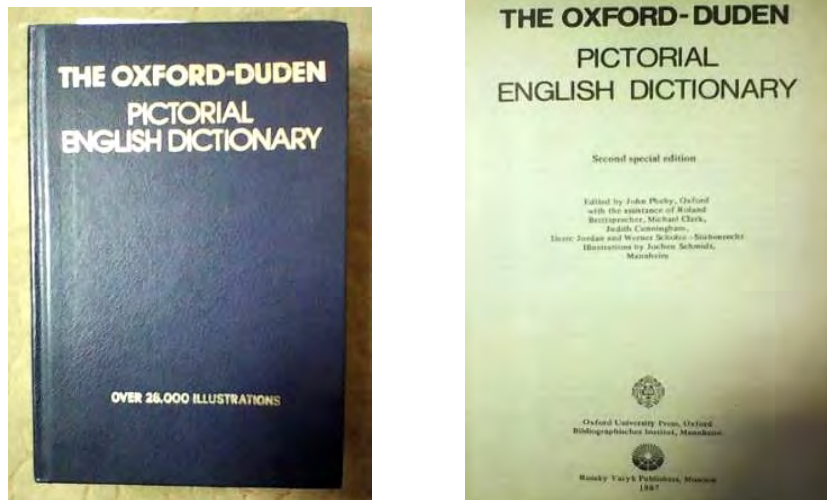 THE OXFORD-DUDEN
PICTORIAL
ENGLISH DICTIONARY
OVER 28,000 ILLUSTRATIONS
THE OXFORD-DUDEN
PICTORIAL
ENGLISH DICTIONARY
Second special edition
Edited by John Pheby, Oxford
with the assistance of Roland
Breitsprecher, Michael Clark,
Judith Cunningham,
Derek Jordan and Werner Scholze-Stubenrecht
Illustrations by Jochen Schmidt,
Mannheim
Oxford University Press, Oxford
Bibliographisches Institut, Mannheim
Russky Yazyk Publishers, Moscow
1987